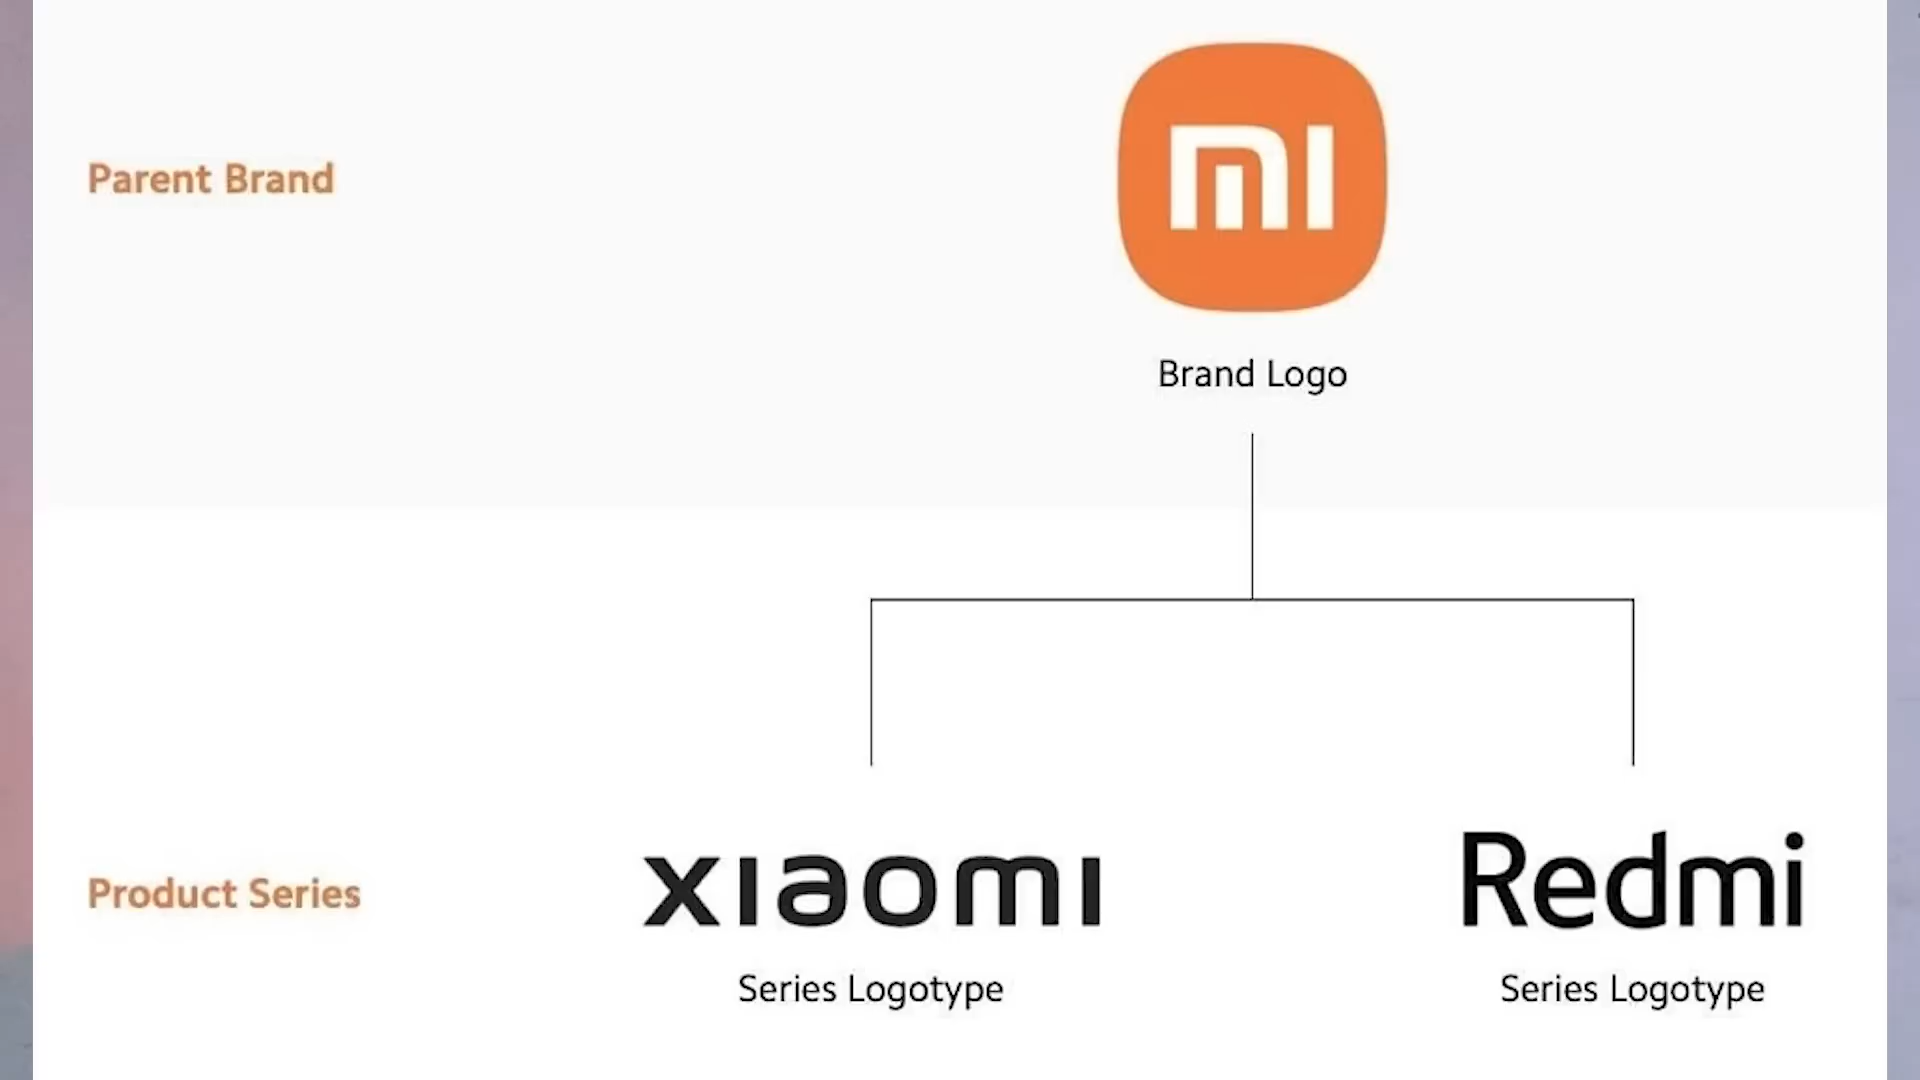 mi
Parent Brand
Brand Logo
xiaomi
Redmi
Product Series
Series Logotype
Series Logotype